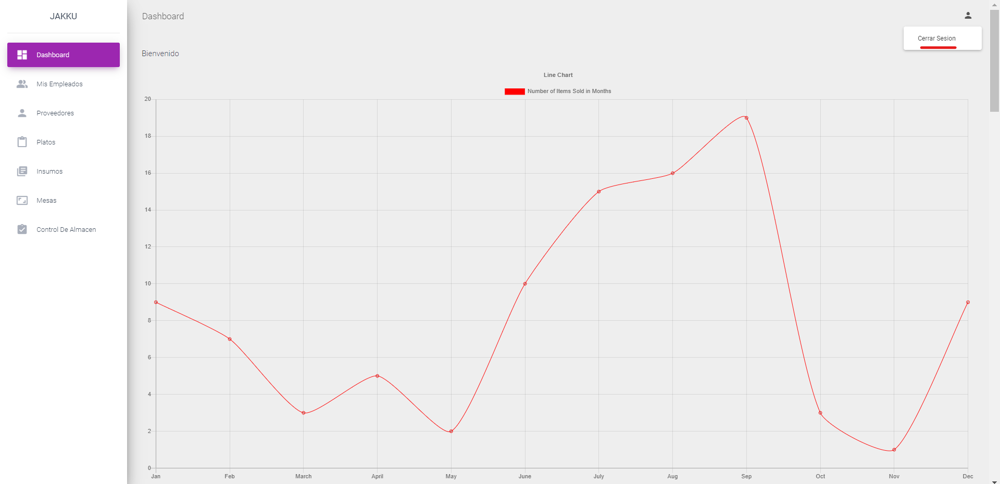 JAKKU
Dashboard
Mis Empleados
Proveedores
Platos
Insumos
Mesas
Control De Almacen
Dashboard
Cerrar Sesion
Bienvenido
Line Chart
Number of Items Sold in Months
20
18
16
14
12
10
8
6
4
2
0
Jan Feb March April May June July Aug Sep Oct Nov Dec